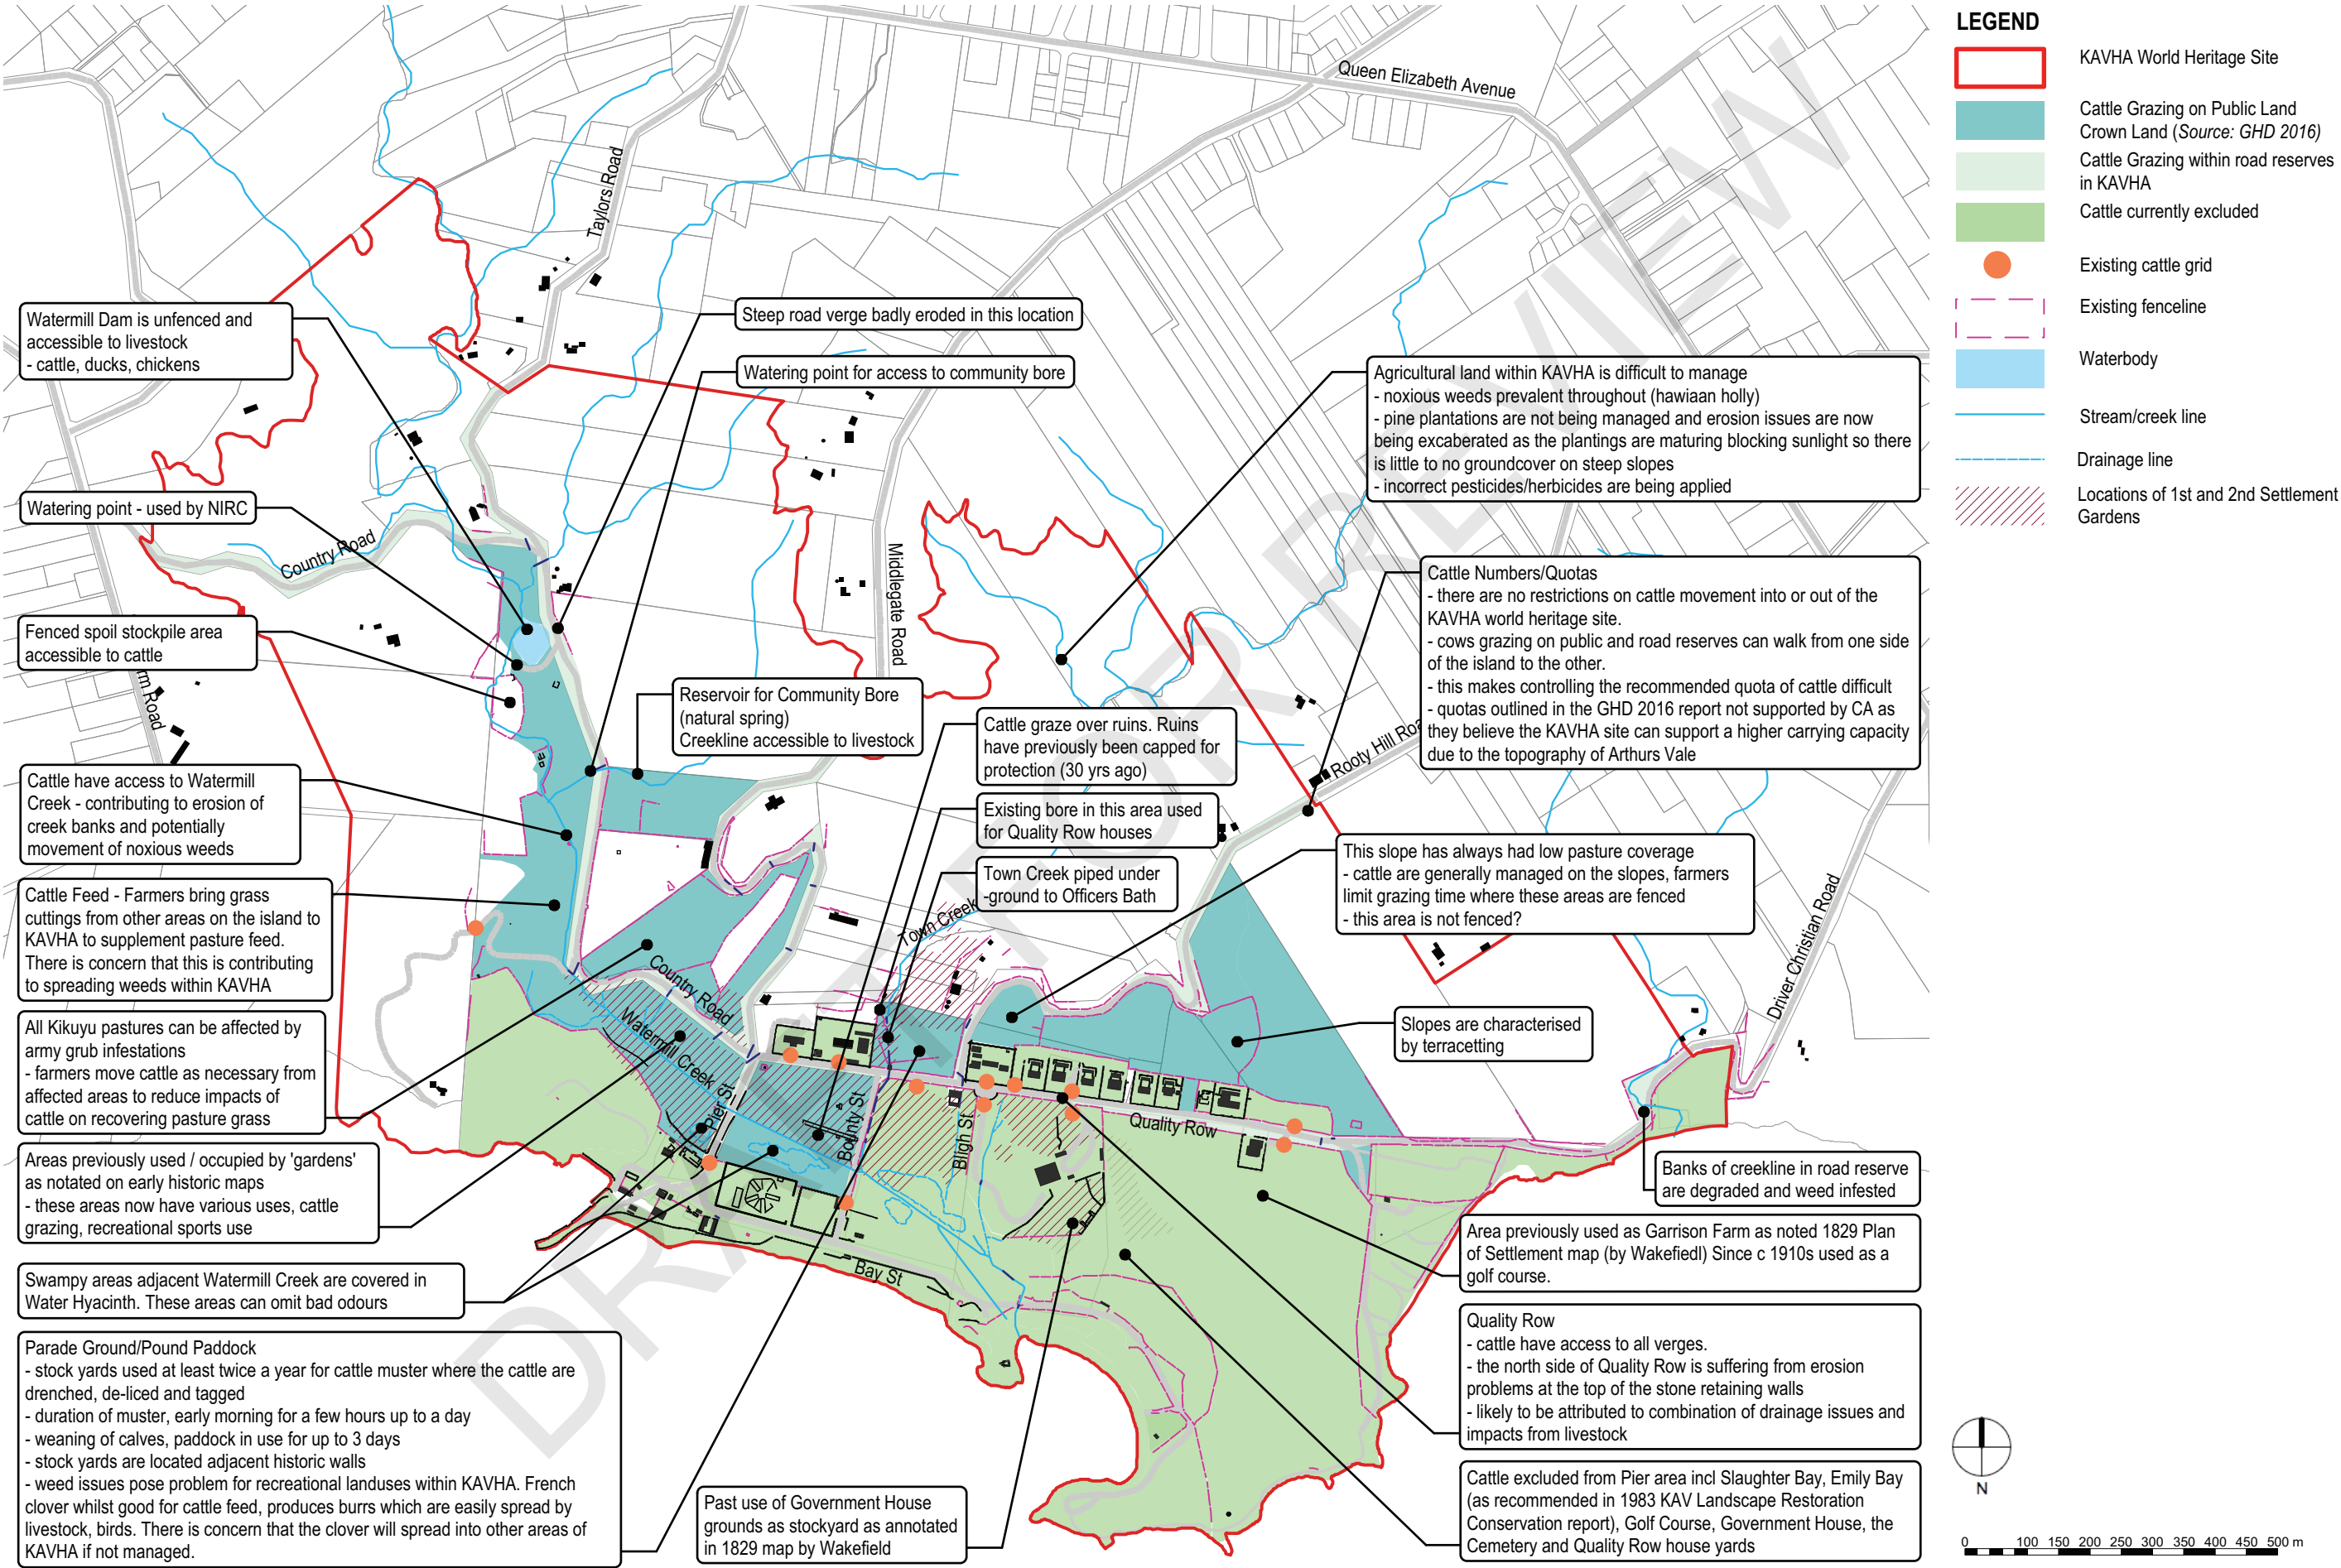 Queen Elizabeth Avenue
Taylors Road
Watermill Dam is unfenced and
accessible to livestock
- cattle, ducks, chickens
Steep road verge badly eroded in this location
Watering point for access to community bore
Agricultural land within KAVHA is difficult to manage
- noxious weeds prevalent throughout (hawiaan holly)
- pine plantations are not being managed and erosion issues are now
being excaberated as the plantings are maturing blocking sunlight so there
is little to no groundcover on steep slopes
- incorrect pesticides/herbicides are being applied
Watering point - used by NIRC
Country Road
Middlegate Road
Cattle Numbers/Quotas
- there are no restrictions on cattle movement into or out of the
KAVHA world heritage site.
- cows grazing on public and road reserves can walk from one side
of the island to the other.
- this makes controlling the recommended quota of cattle difficult
- quotas outlined in the GHD 2016 report not supported by CA as
they believe the KAVHA site can support a higher carrying capacity
due to the topography of Arthurs Vale
Fenced spoil stockpile area
accessible to cattle
rm Road
Reservoir for Community Bore
(natural spring)
Creekline accessible to livestock
Cattle graze over ruins. Ruins
have previously been capped for
protection (30 yrs ago)
Rooty Hill Roa
Cattle have access to Watermill
Creek - contributing to erosion of
creek banks and potentially
movement of noxious weeds
Existing bore in this area used
for Quality Row houses
Town Creek piped under
-ground to Officers Bath
This slope has always had low pasture coverage
- cattle are generally managed on the slopes, farmers
limit grazing time where these areas are fenced
- this area is not fenced?
Cattle Feed - Farmers bring grass
cuttings from other areas on the island to
KAVHA to supplement pasture feed.
There is concern that this is contributing
to spreading weeds within KAVHA
Town Creek
Driver Christian Road
Country Road
Watermill Creek
All Kikuyu pastures can be affected by
army grub infestations
- farmers move cattle as necessary from
affected areas to reduce impacts of
cattle on recovering pasture grass
Slopes are characterised
by terracetting
Pier St
Bounty St
Bligh St
Quality Row
Areas previously used / occupied by 'gardens'
as notated on early historic maps
- these areas now have various uses, cattle
grazing, recreational sports use
Banks of creekline in road reserve
are degraded and weed infested
Area previously used as Garrison Farm as noted 1829 Plan
of Settlement map (by Wakefiedl) Since c 1910s used as a
golf course.
Swampy areas adjacent Watermill Creek are covered in
Water Hyacinth. These areas can omit bad odours
Bay St
Quality Row
- cattle have access to all verges.
- the north side of Quality Row is suffering from erosion
problems at the top of the stone retaining walls
- likely to be attributed to combination of drainage issues and
impacts from livestock
Parade Ground/Pound Paddock
- stock yards used at least twice a year for cattle muster where the cattle are
drenched, de-liced and tagged
- duration of muster, early morning for a few hours up to a day
- weaning of calves, paddock in use for up to 3 days
- stock yards are located adjacent historic walls
- weed issues pose problem for recreational landuses within KAVHA. French
clover whilst good for cattle feed, produces burrs which are easily spread by
livestock, birds. There is concern that the clover will spread into other areas of
KAVHA if not managed.
Past use of Government House
grounds as stockyard as annotated
in 1829 map by Wakefield
Cattle excluded from Pier area incl Slaughter Bay, Emily Bay
(as recommended in 1983 KAV Landscape Restoration
Conservation report), Golf Course, Government House, the
Cemetery and Quality Row house yards
DRAFT FOR REVIEW
LEGEND
KAVHA World Heritage Site
Cattle Grazing on Public Land
Crown Land (Source: GHD 2016)
Cattle Grazing within road reserves
in KAVHA
Cattle currently excluded
Existing cattle grid
Existing fenceline
Waterbody
Stream/creek line
Drainage line
Locations of 1st and 2nd Settlement
Gardens
N
0 100 150 200 250 300 350 400 450 500 m